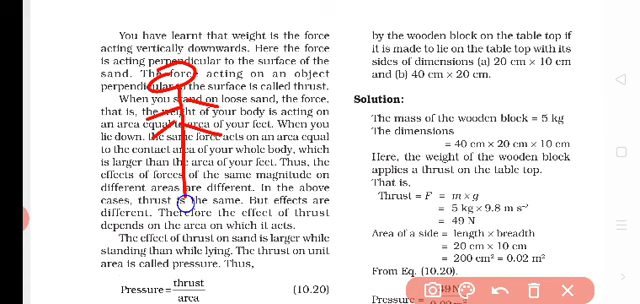 You have learnt that weight is the force
acting vertically downwards. Here the force
is acting perpendicular to the surface of the
sand. The force acting on an object
perpendicular to the surface is called thrust.
When you stand on loose sand, the force,
that is, the weight of your body is acting on
an area equal to area of your feet. When you
lie down, the same force acts on an area equal
to the contact area of your whole body, which
is larger than the area of your feet. Thus, the
effects of forces of the same magnitude on
different areas are different. In the above
cases, thrust is the same. But effects are
different. Therefore the effect of thrust
depends on the area on which it acts.
The effect of thrust on sand is larger while
standing than while lying. The thrust on unit
area is called pressure. Thus,
Pressure = thrust
area
(10.20)
by the wooden block on the table top if
it is made to lie on the table top with its
sides of dimensions (a) 20 cm × 10 cm
and (b) 40 cm × 20 cm.
Solution:
The mass of the wooden block = 5 kg
The dimensions
= 40 cm × 20 cm × 10 cm
Here, the weight of the wooden block
applies a thrust on the table top.
That is,
Thrust = F = m × g
= 5 kg × 9.8 m s⁻²
= 49 N
Area of a side = length × breadth
= 20 cm × 10 cm
= 200 cm² = 0.02 m²
From Eq. (10.20),
Pressure